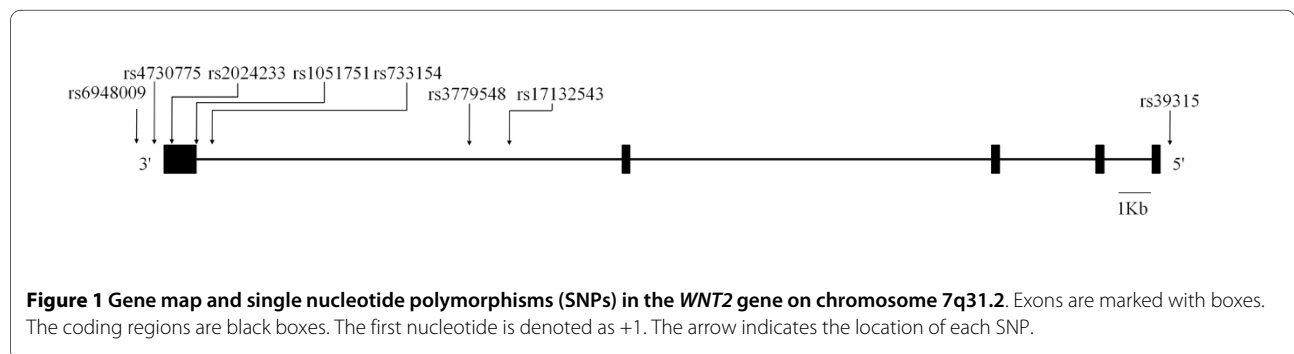 rs4730775 rs2024233 rs1051751 rs733154
rs6948009 rs3779548 rs17132543 rs39315
3' 5'
1Kb
Figure 1 Gene map and single nucleotide polymorphisms (SNPs) in the WNT2 gene on chromosome 7q31.2. Exons are marked with boxes.
The coding regions are black boxes. The first nucleotide is denoted as +1. The arrow indicates the location of each SNP.